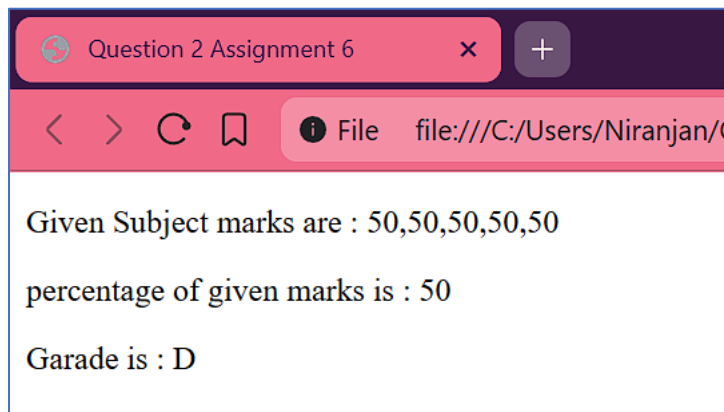 Question 2 Assignment 6
File file:///C:/Users/Niranjan/
Given Subject marks are : 50,50,50,50,50
percentage of given marks is : 50
Garade is : D